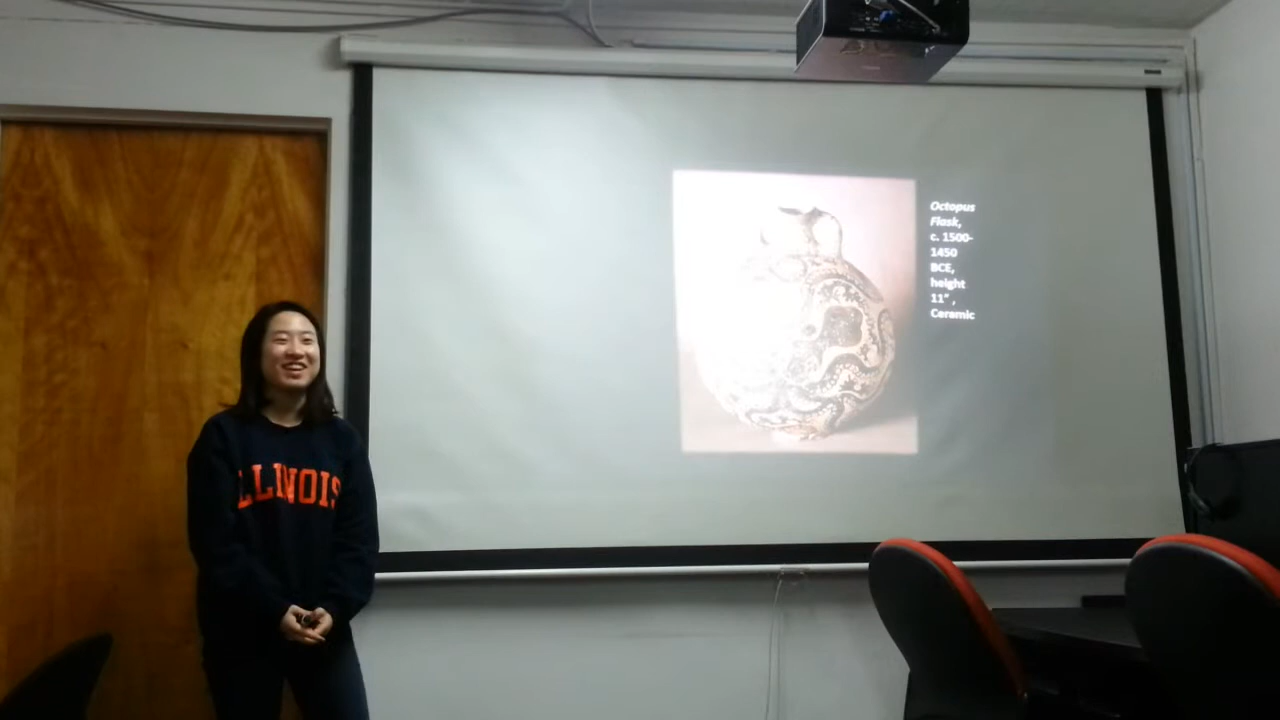 ILLINOIS
Octopus
Flask,
c. 1500-
1450
BCE,
height
11",
Ceramic